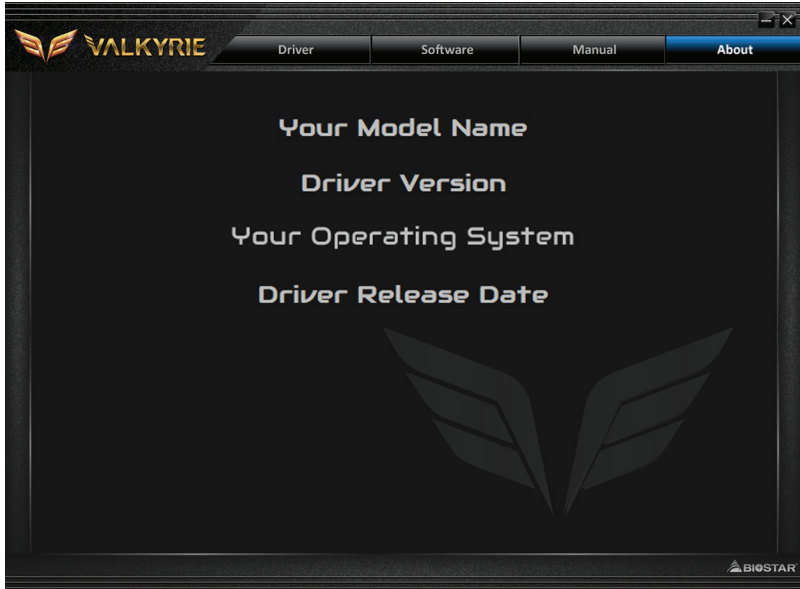 VALKYRIE
Driver Software Manual About
Your Model Name
Driver Version
Your Operating System
Driver Release Date
BIOSTAR